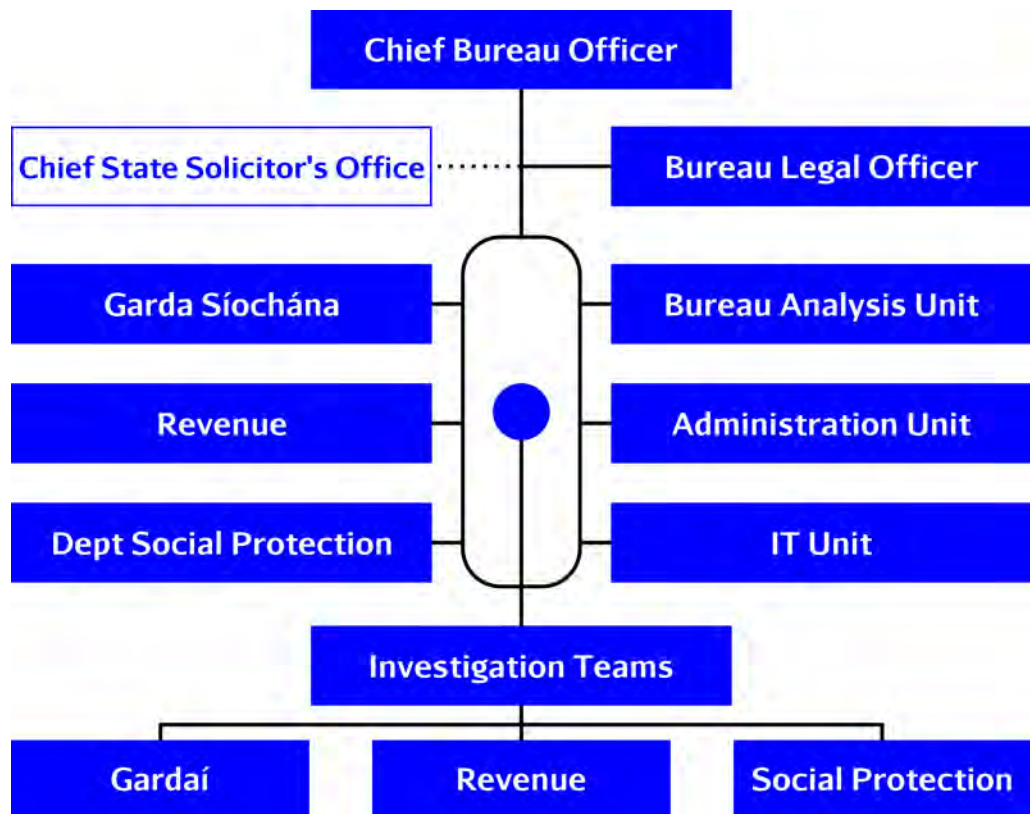 Chief Bureau Officer
Chief State Solicitor's Office
Bureau Legal Officer
Garda Síochána
Bureau Analysis Unit
Revenue
Administration Unit
Dept Social Protection
IT Unit
Investigation Teams
Gardaí
Revenue
Social Protection